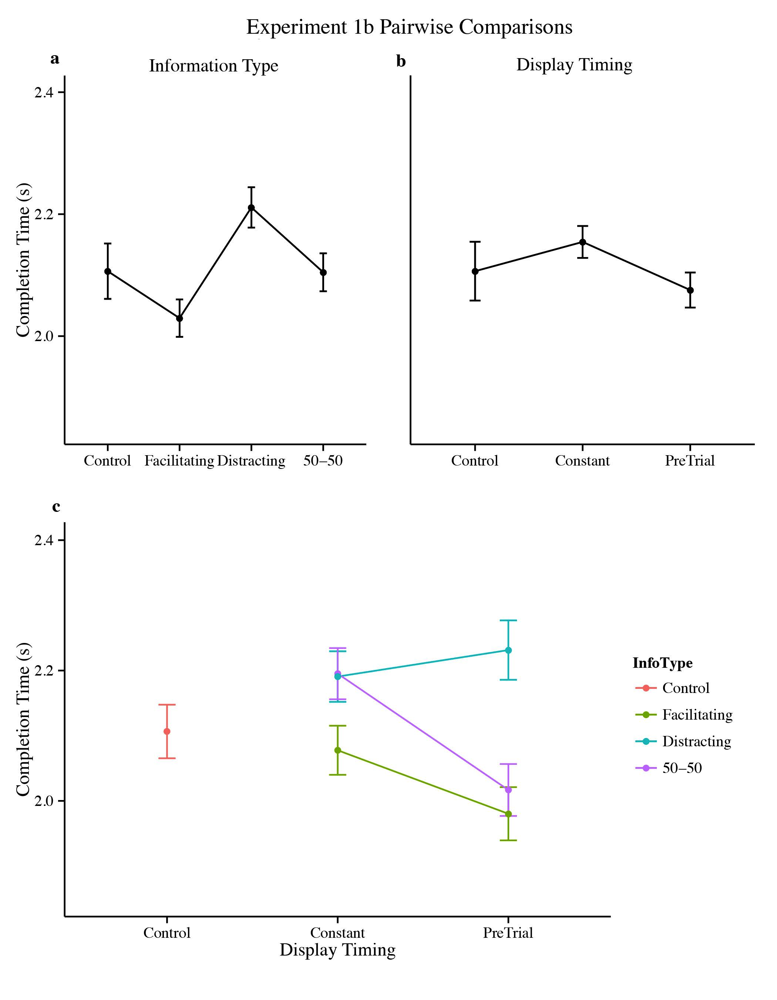 Experiment 1b Pairwise Comparisons
a
Information Type
Completion Time (s)
2.4
2.2
2.0
Control Facilitating Distracting 50–50
b
Display Timing
Control Constant PreTrial
c
Completion Time (s)
2.4
2.2
2.0
Control Constant PreTrial
Display Timing
InfoType
Control
Facilitating
Distracting
50–50